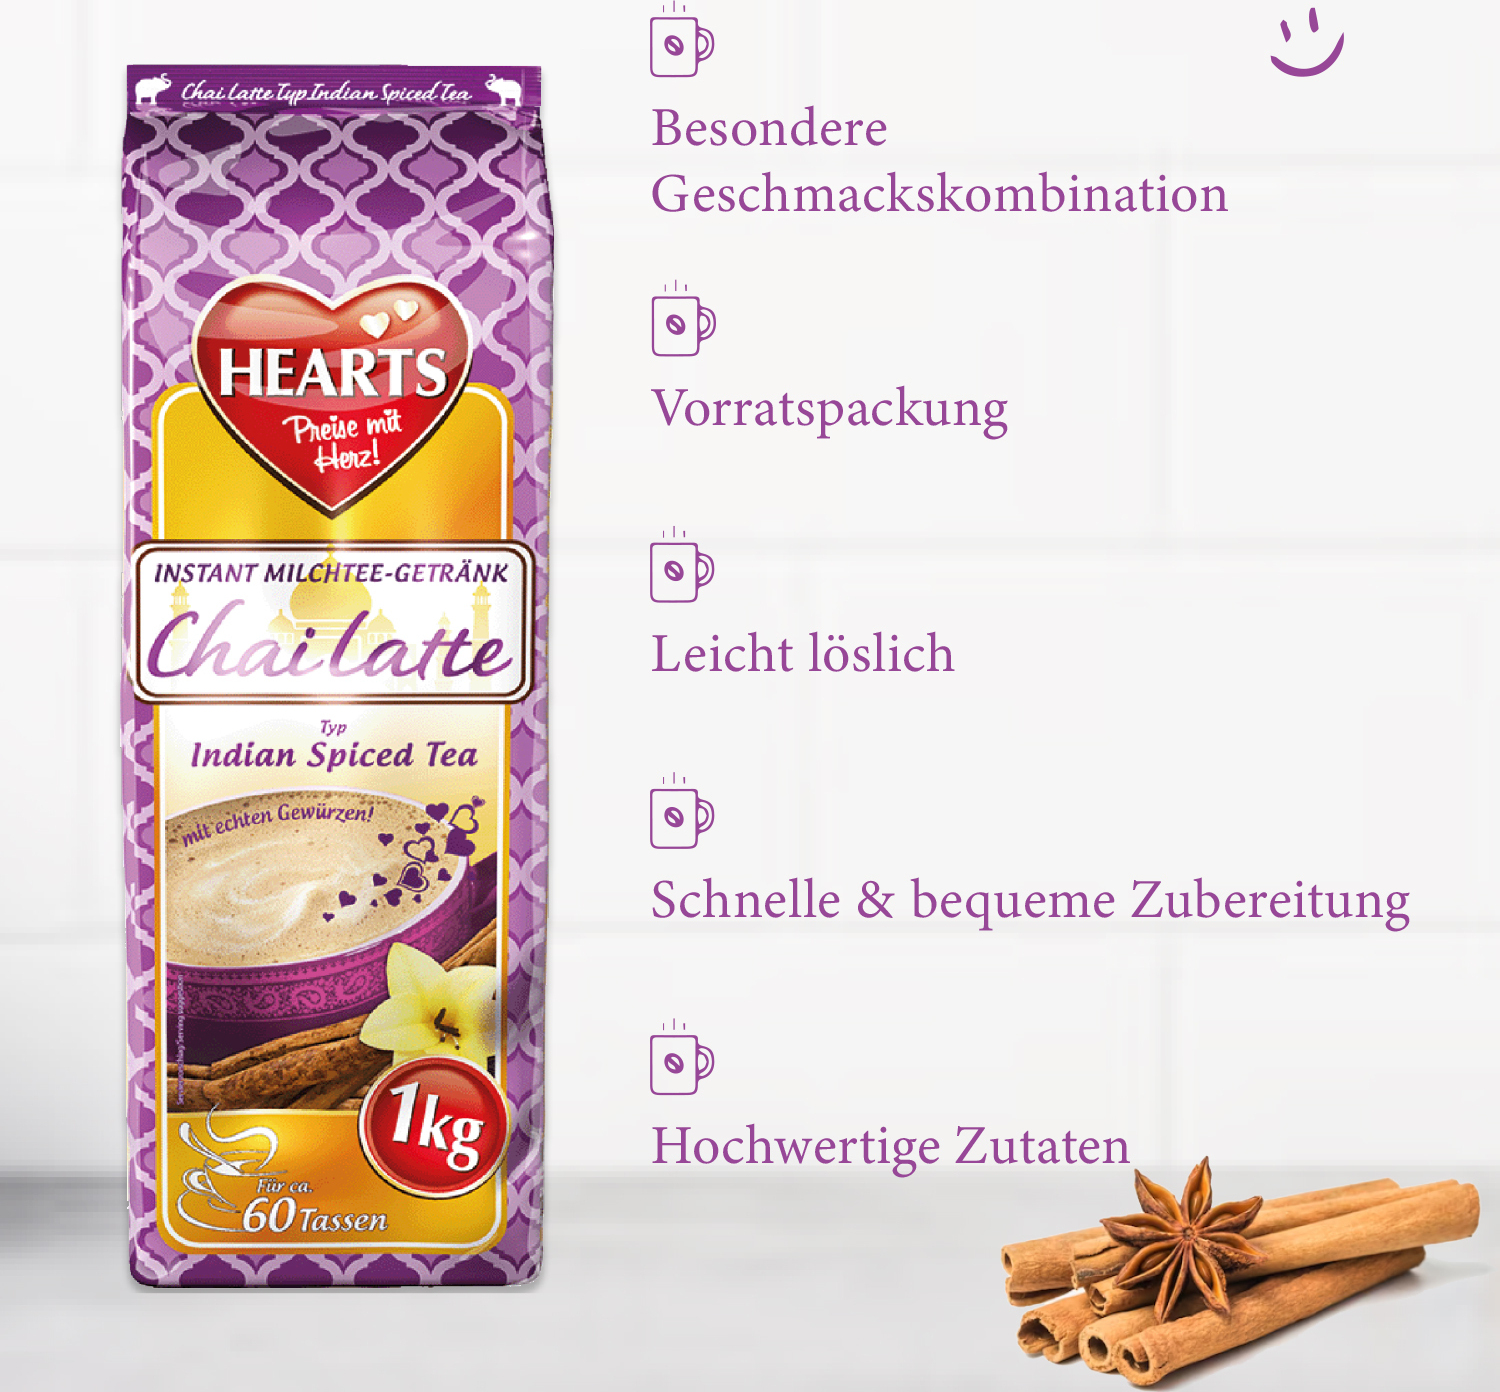 Chai Latte Typ Indian Spiced Tea
HEARTS
Preise mit
Herz!
INSTANT MILCHTEE-GETRÄNK
Chai Latte
Typ
Indian Spiced Tea
mit echten Gewürzen!
1kg
Für ca.
60 Tassen
Besondere
Geschmackskombination
Vorratspackung
Leicht löslich
Schnelle & bequeme Zubereitung
Hochwertige Zutaten